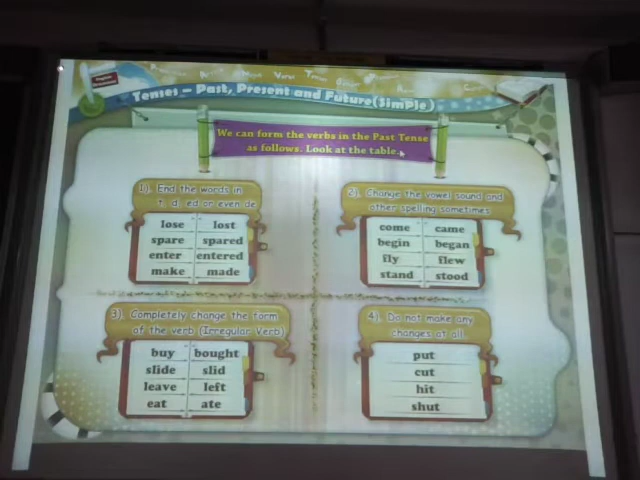 Tenses – Past, Present and Future(Simple)
We can form the verbs in the Past Tense
as follows. Look at the table.
1). End the words in
t, d, ed or even de
lose lost
spare spared
enter entered
make made
2). Change the vowel sound and
other spelling sometimes
come came
begin began
fly flew
stand stood
3). Completely change the form
of the verb (Irregular Verb)
buy bought
slide slid
leave left
eat ate
4). Do not make any
changes at all
put
cut
hit
shut